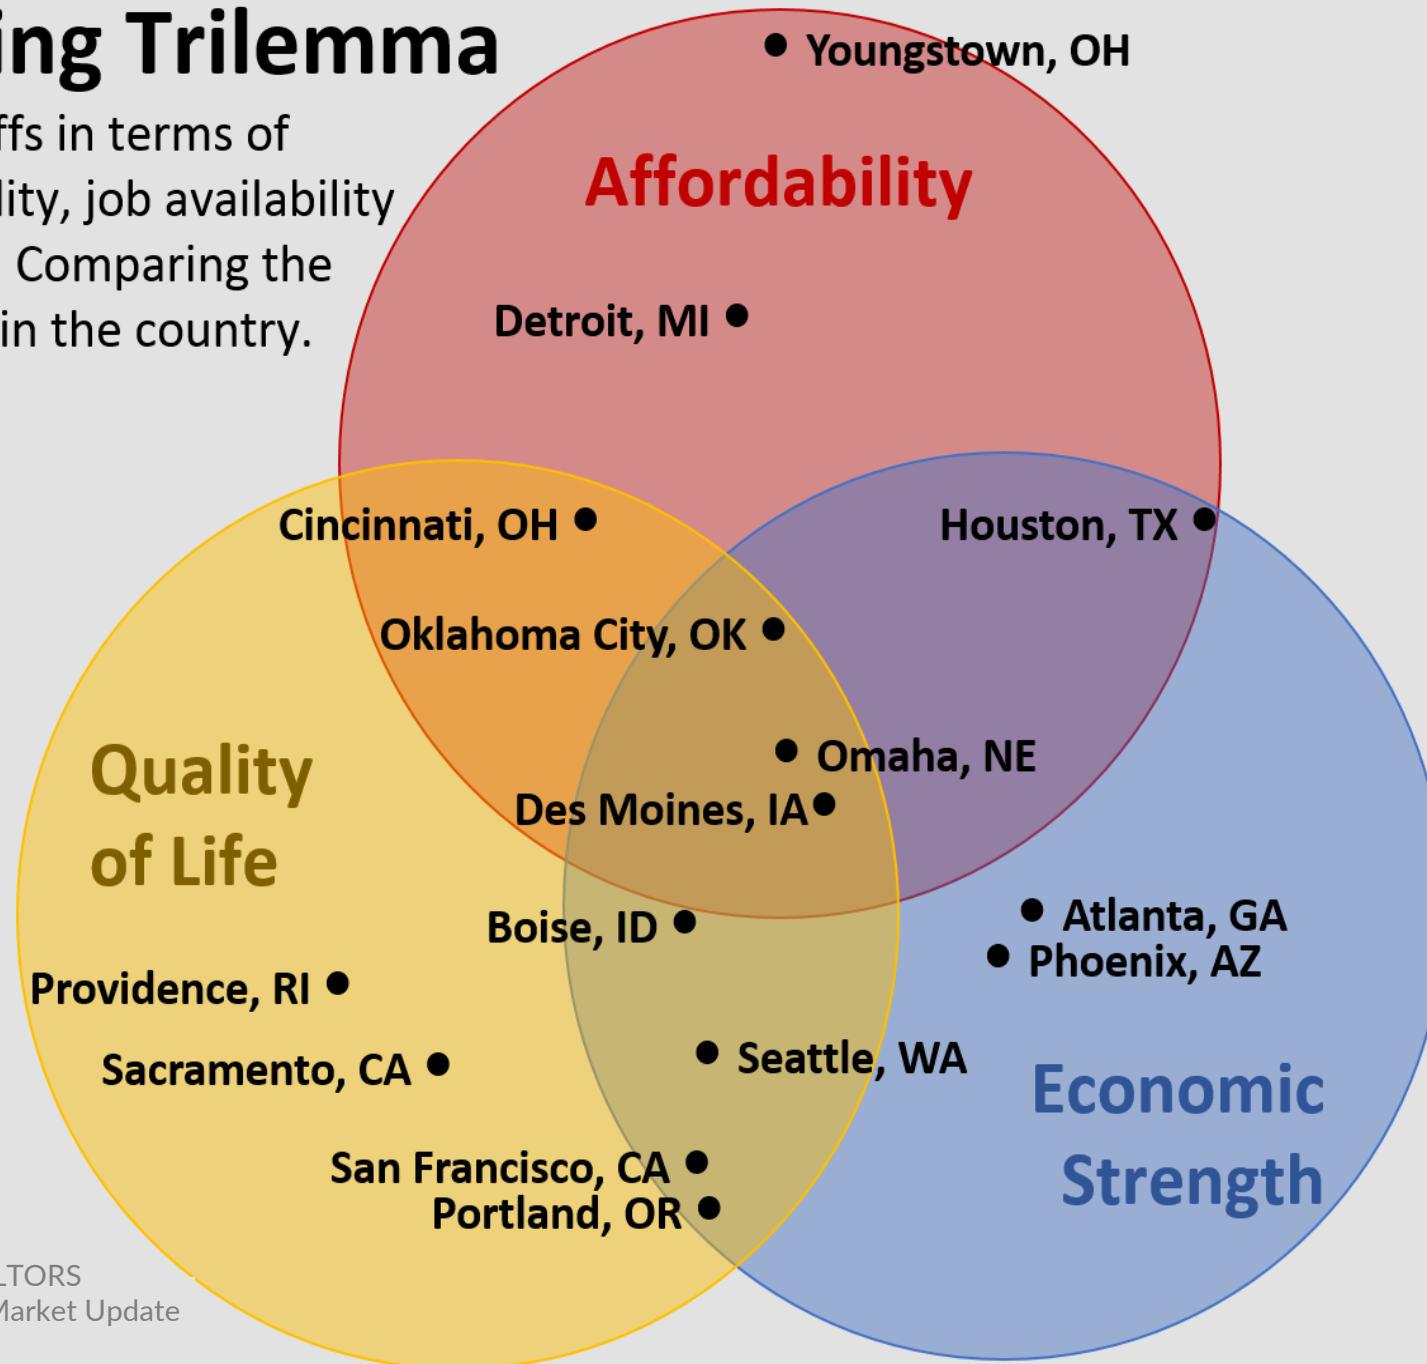 ing Trilemma
ffs in terms of
lity, job availability
Comparing the
in the country.
Youngstown, OH
Affordability
Detroit, MI
Cincinnati, OH
Houston, TX
Oklahoma City, OK
Quality
of Life
Omaha, NE
Des Moines, IA
Boise, ID
Atlanta, GA
Phoenix, AZ
Providence, RI
Sacramento, CA
Seattle, WA
Economic
Strength
San Francisco, CA
Portland, OR
LTORS
Market Update